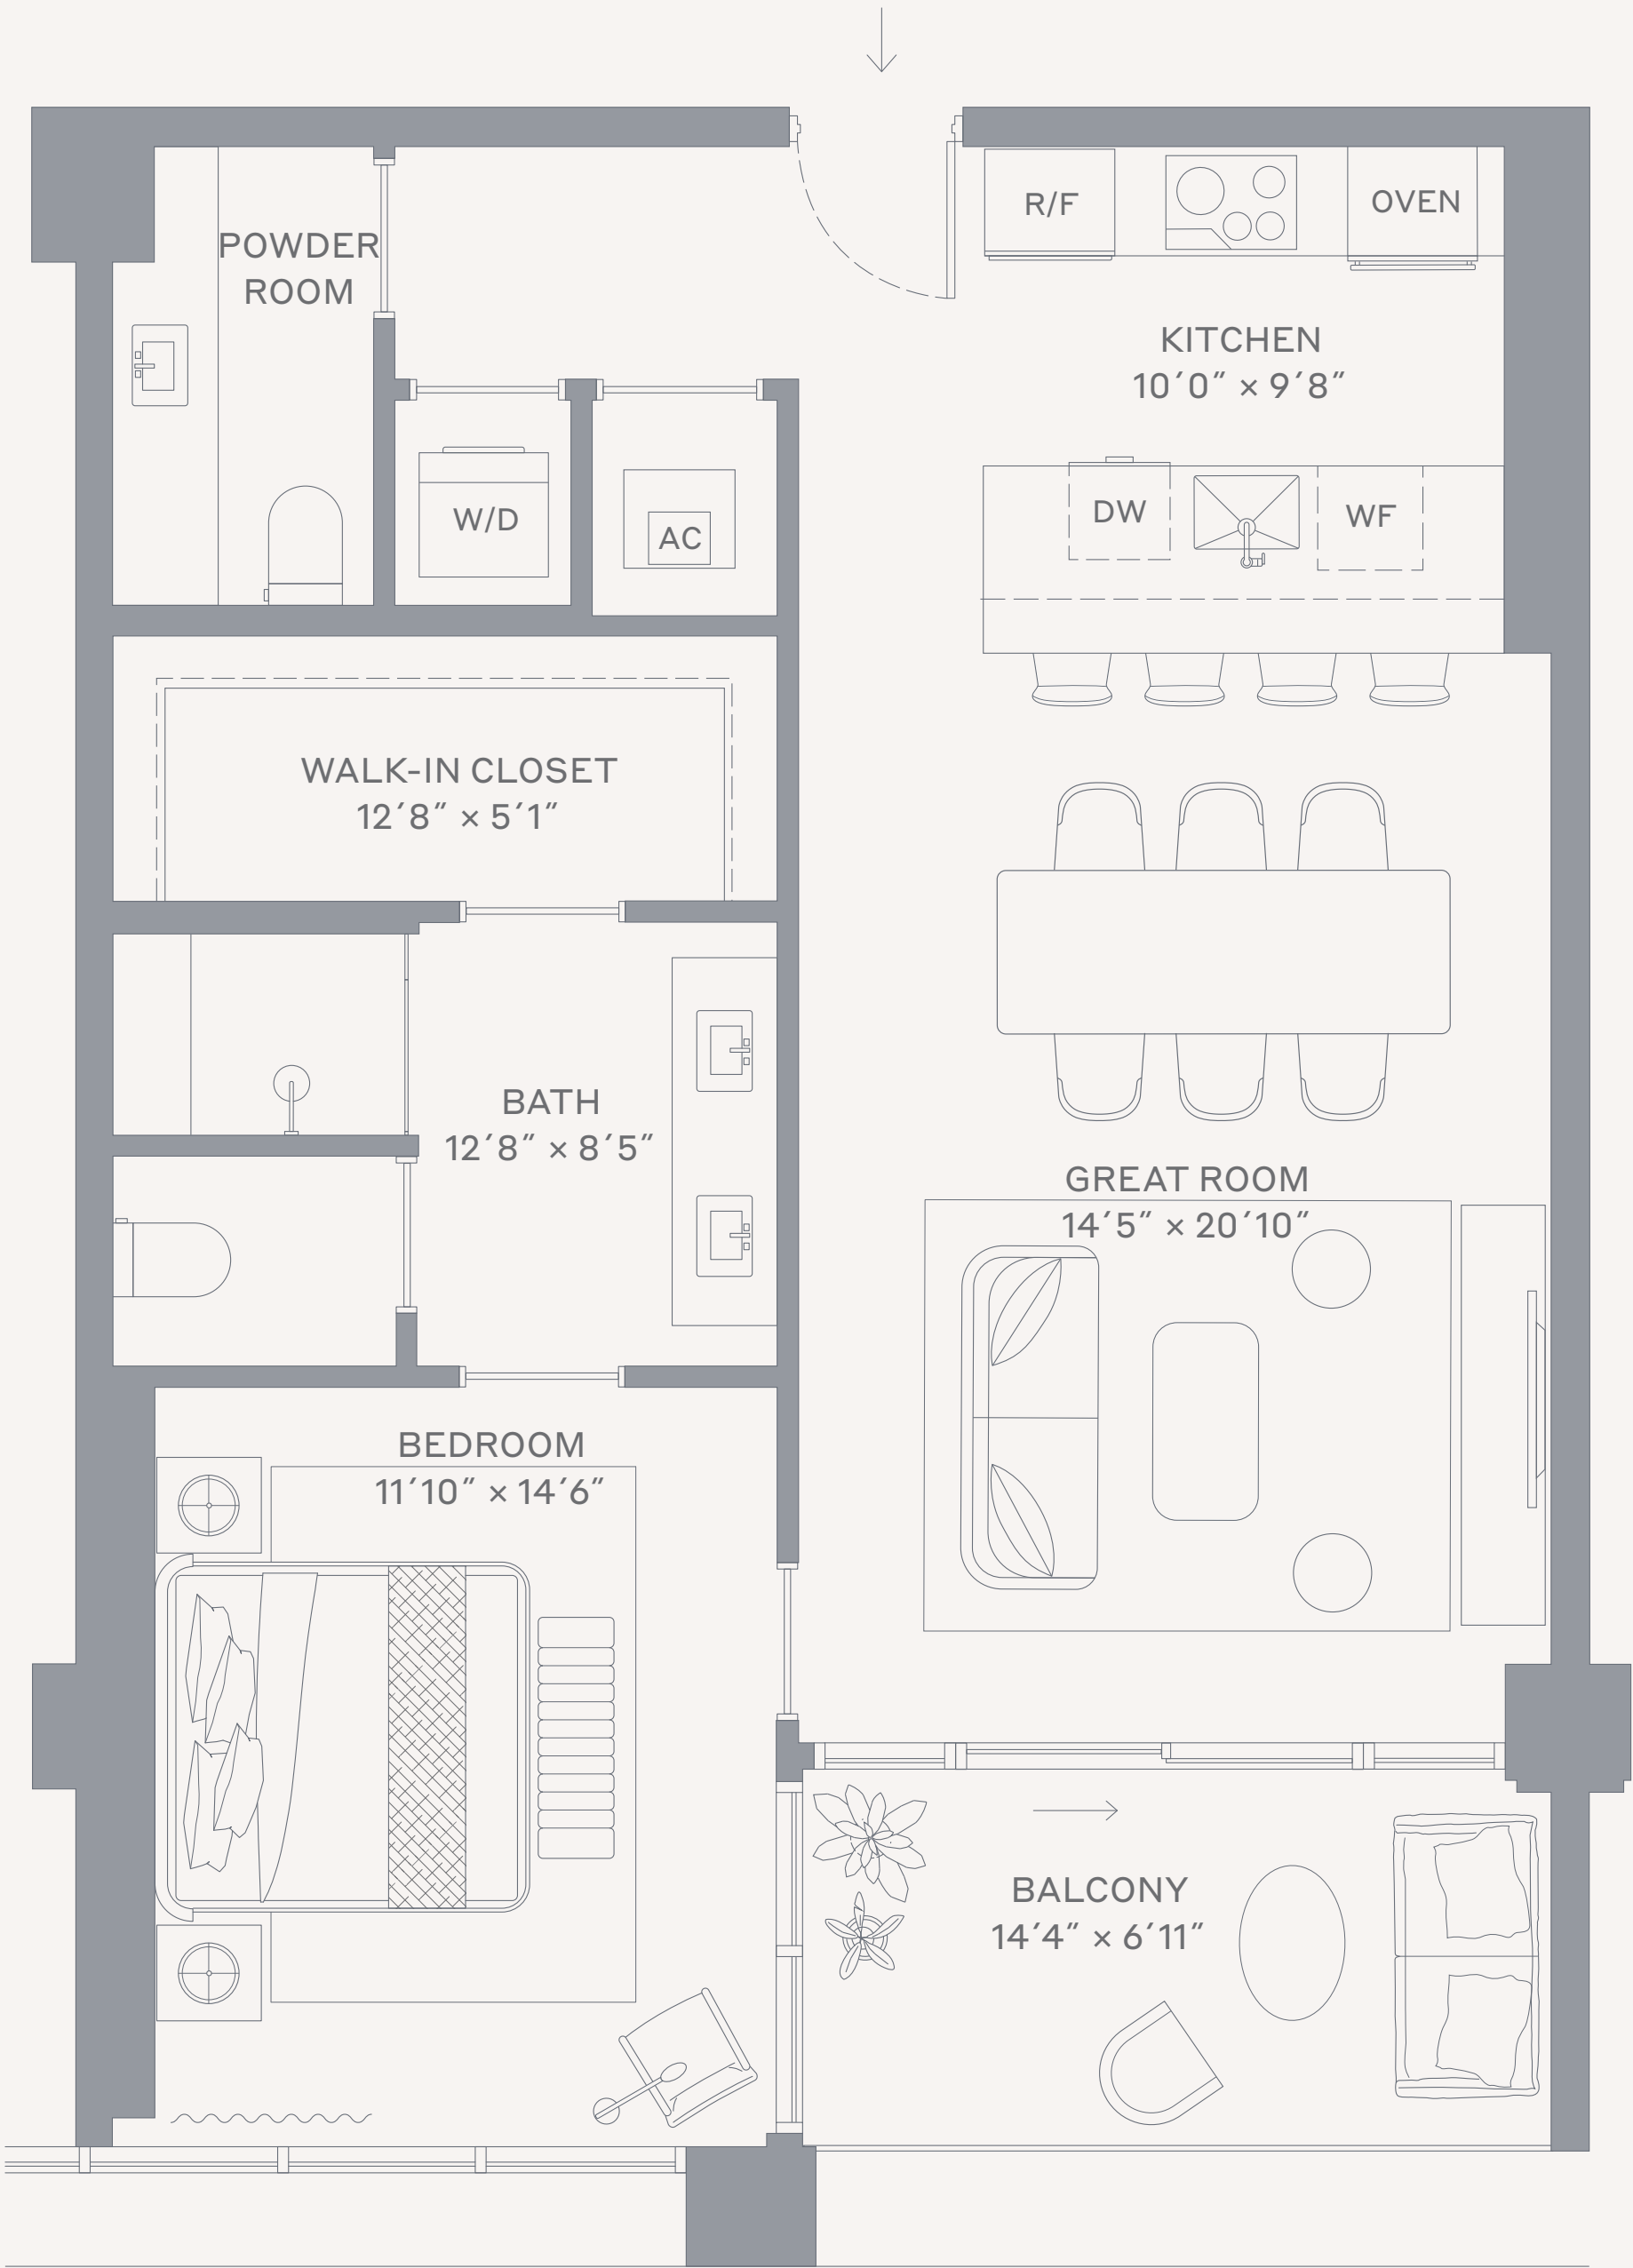 R/F
OVEN
POWDER
ROOM
KITCHEN
10´0˝ × 9´8˝
W/D
AC
DW
WF
WALK-IN CLOSET
12´8˝ × 5´1˝
BATH
12´8˝ × 8´5˝
GREAT ROOM
14´5˝ × 20´10˝
BEDROOM
11´10˝ × 14´6˝
BALCONY
14´4˝ × 6´11˝